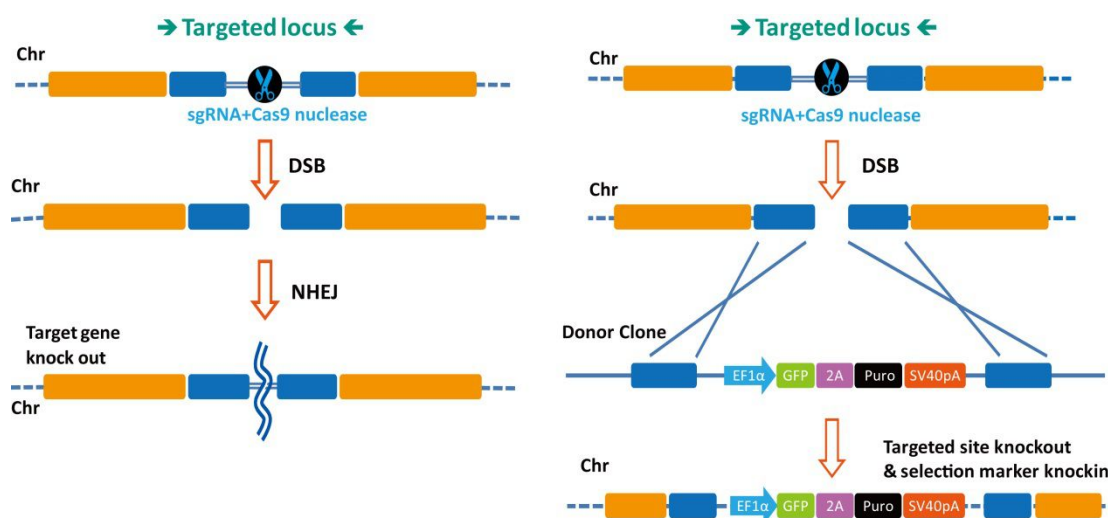 → Targeted locus ←
Chr
sgRNA+Cas9 nuclease
DSB
Chr
NHEJ
Target gene
knock out
Chr
→ Targeted locus ←
Chr
sgRNA+Cas9 nuclease
DSB
Chr
Donor Clone
EF1α GFP 2A Puro SV40pA
Targeted site knockout
& selection marker knockin
Chr
EF1α GFP 2A Puro SV40pA